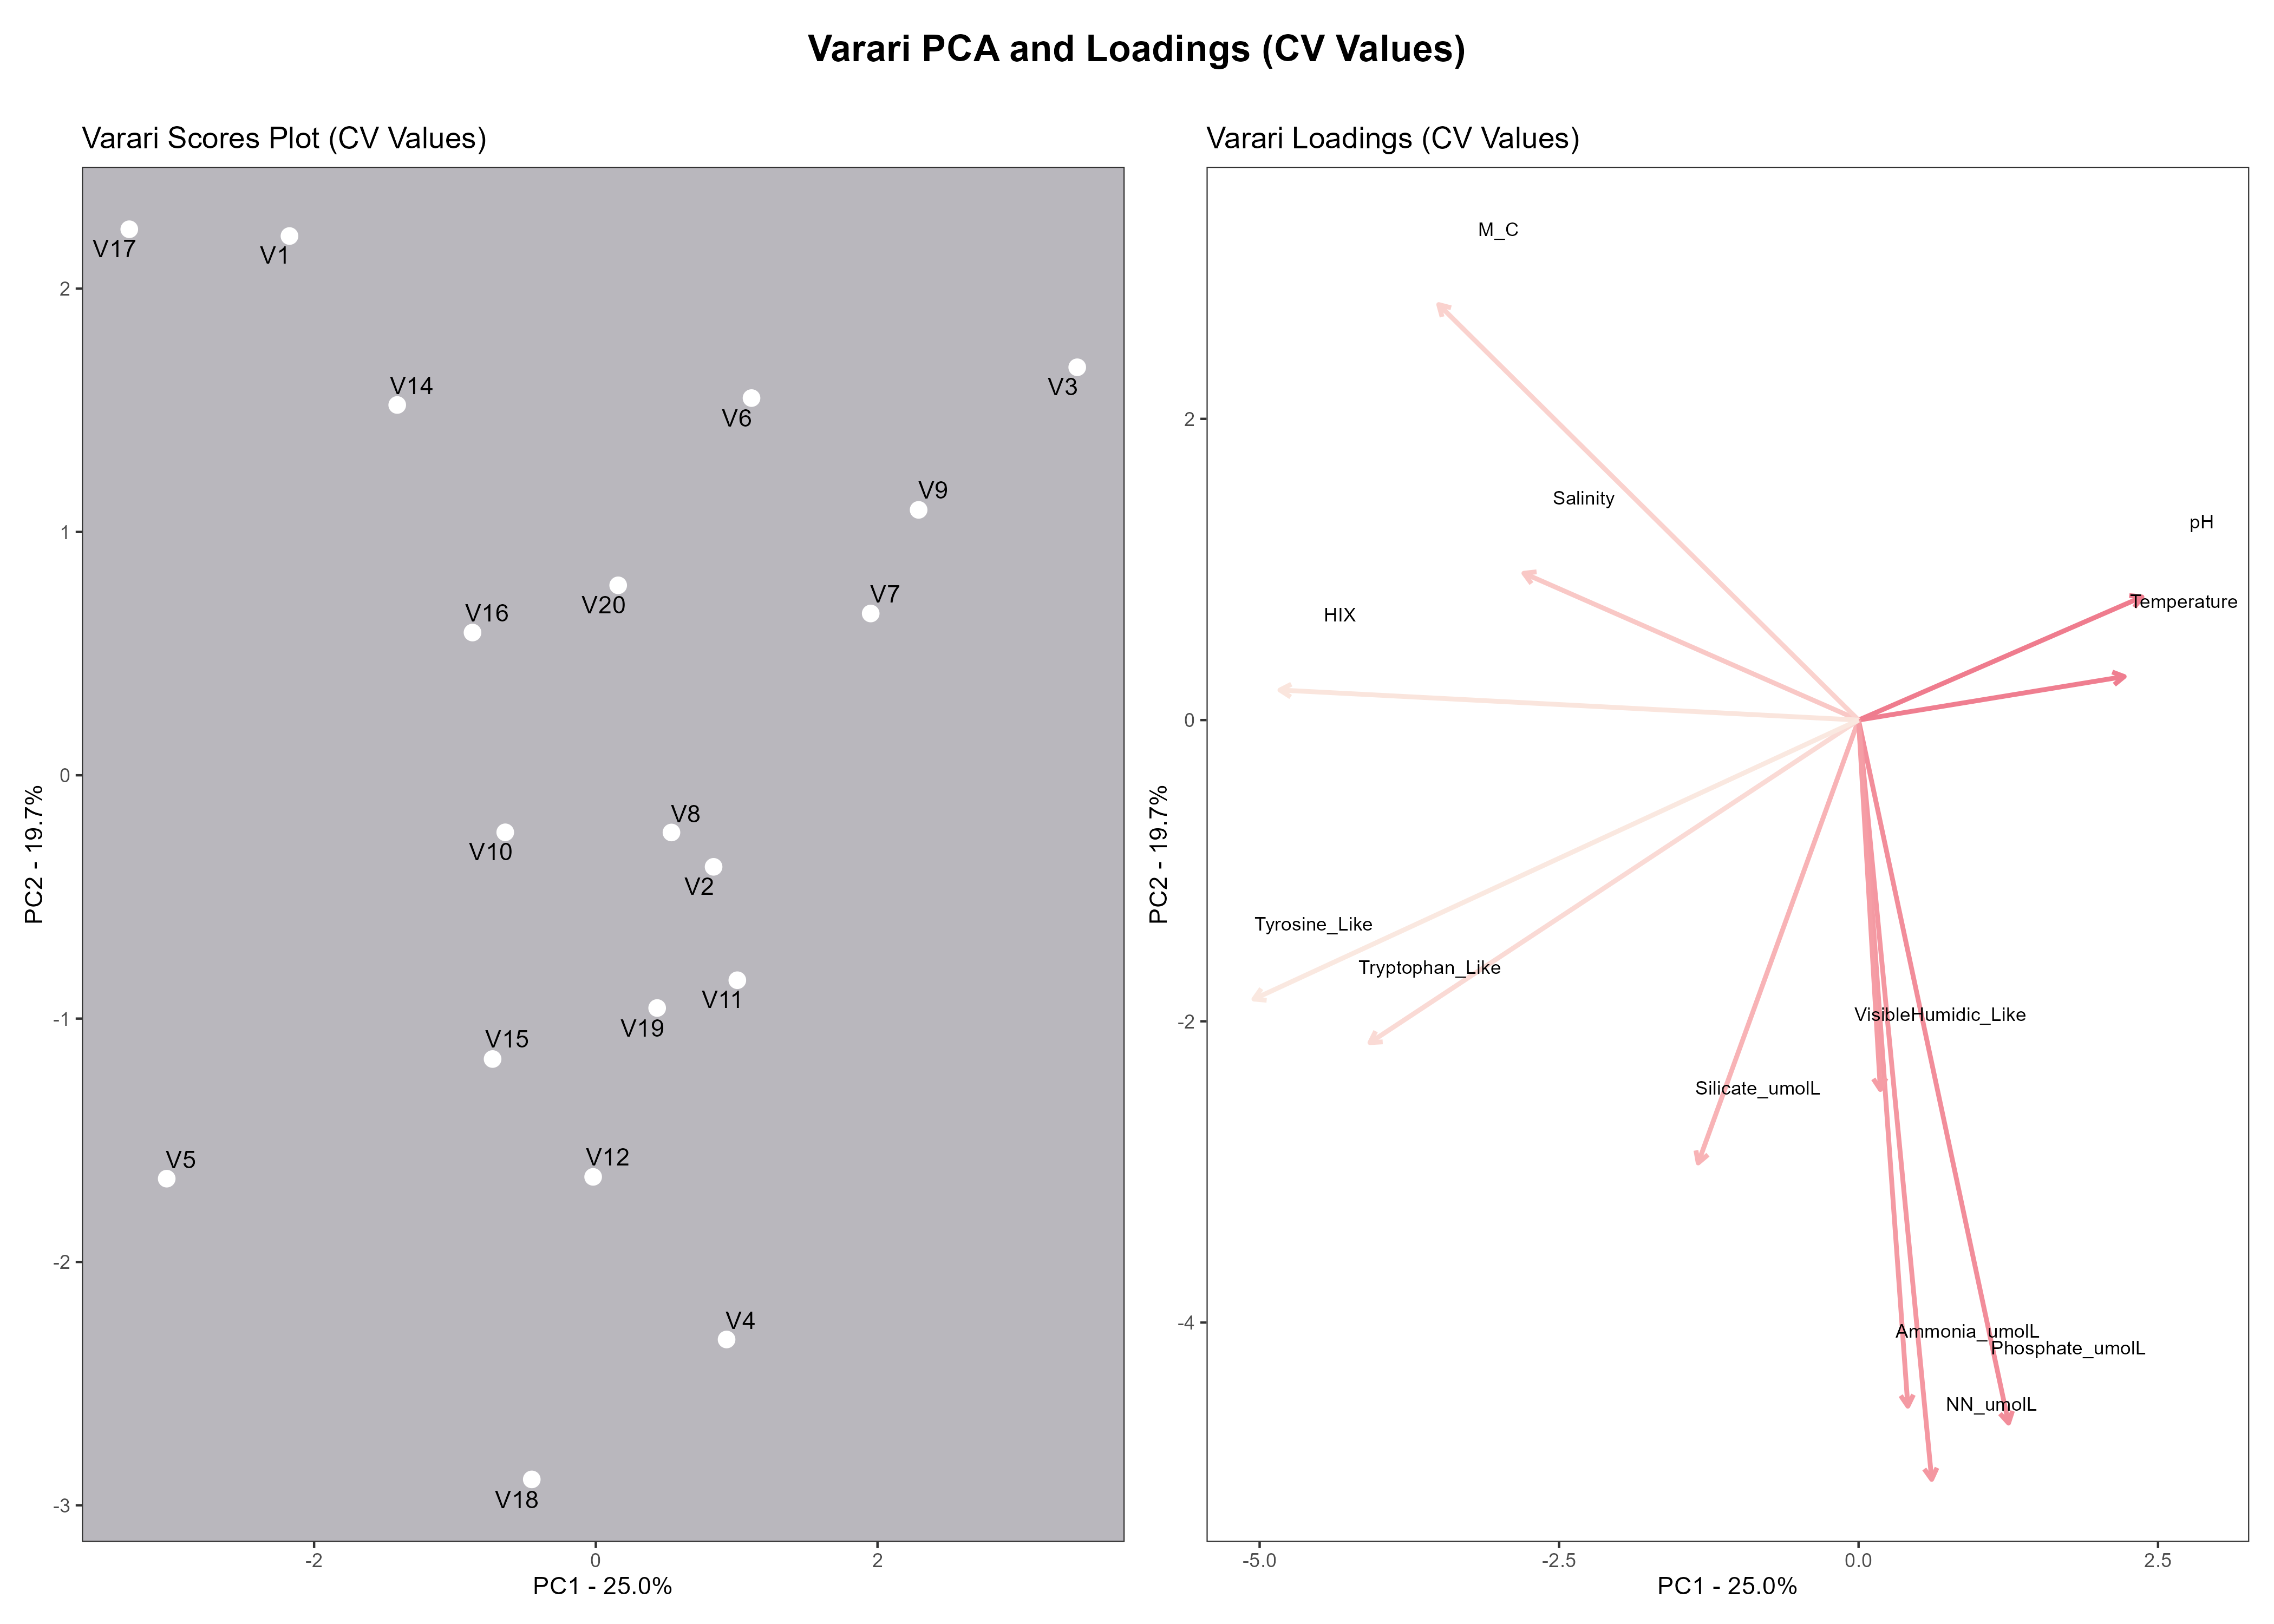 Varari PCA and Loadings (CV Values)
Varari Scores Plot (CV Values)
V17
V1
V14
V6
V3
V9
V7
V20
V16
V8
V10
V2
V11
V19
V15
V5
V12
V4
V18
2
1
0
-1
-2
-3
-2
0
2
PC2 - 19.7%
PC1 - 25.0%
Varari Loadings (CV Values)
M_C
Salinity
pH
Temperature
HIX
Tyrosine_Like
Tryptophan_Like
VisibleHumidic_Like
Silicate_umolL
Ammonia_umolL
Phosphate_umolL
NN_umolL
2
0
-2
-4
-5.0
-2.5
0.0
2.5
PC2 - 19.7%
PC1 - 25.0%